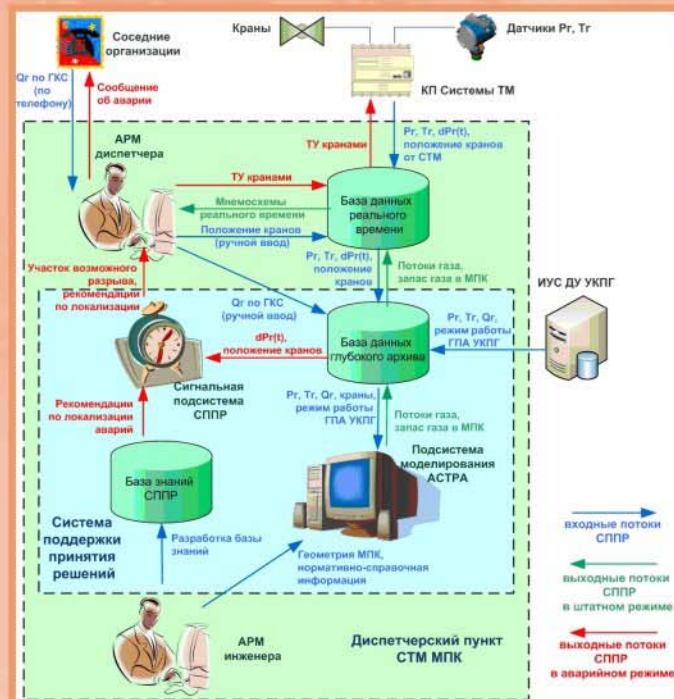 Соседние
организации
Краны
Датчики Pг, Тг
КП Системы ТМ
Qг по ГКС
(по
телефону)
Сообщение
об аварии
АРМ
диспетчера
ТУ кранами
Pг, Тг, dPг(t),
положение кранов
от СТМ
ТУ кранами
Мнемосхемы
реального времени
База данных
реального
времени
Положение кранов
(ручной ввод)
Участок возможного
разрыва,
рекомендации
по локализации
Pг, Тг, dPг(t),
положение
кранов
Потоки газа,
запас газа в МПК
ИУС ДУ УКПГ
Qг по ГКС
(ручной ввод)
База данных
глубокого архива
Pг, Тг, Qг,
режим работы
ГПА УКПГ
dPг(t),
положение кранов
Сигнальная
подсистема
СППР
Рекомендации
по локализации
аварий
Pг, Тг, Qг, краны,
режим работы
ГПА УКПГ
Потоки газа,
запас газа в МПК
Подсистема
моделирования
АСТРА
База знаний
СППР
Система
поддержки
принятия
решений
Разработка базы
знаний
Геометрия МПК,
нормативно-справочная
информация
АРМ
инженера
Диспетчерский пункт
СТМ МПК
входные потоки
СППР
выходные потоки
СППР
в штатном режиме
выходные потоки
СППР
в аварийном режиме